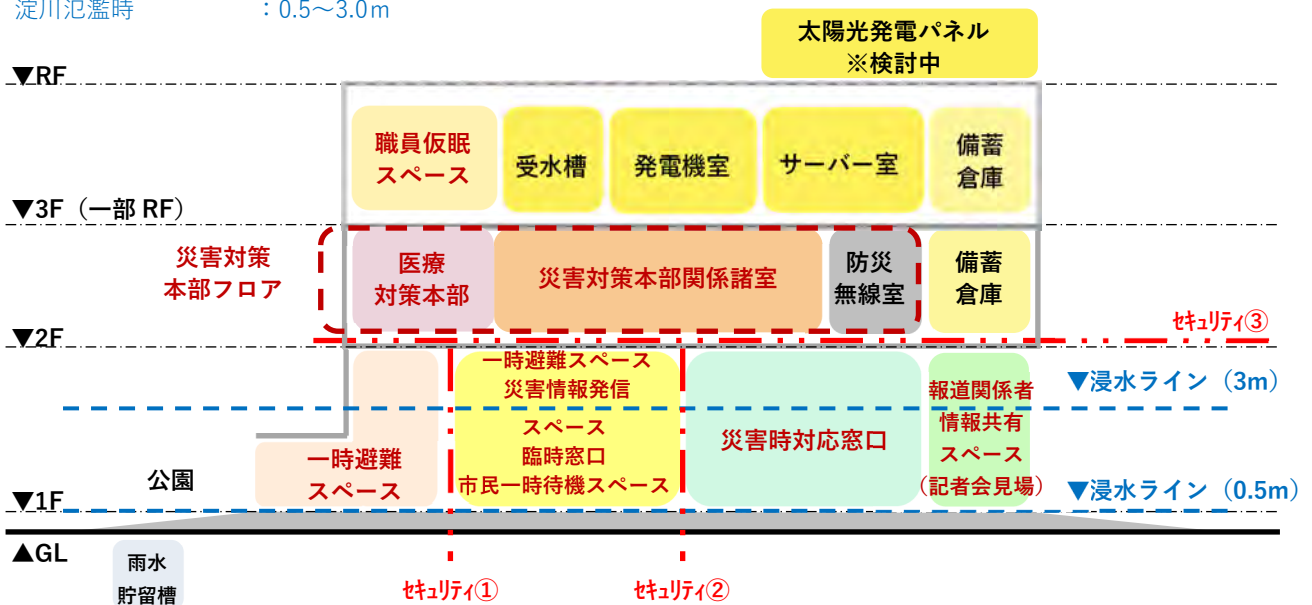 淀川氾濫時 ：0.5～3.0ｍ
太陽光発電パネル
※検討中
▼RF
職員仮眠
スペース
受水槽
発電機室
サーバー室
備蓄
倉庫
▼3F（一部 RF）
災害対策
本部フロア
医療
対策本部
災害対策本部関係諸室
防災
無線室
備蓄
倉庫
▼2F
ｾｷｭﾘﾃｨ③
一時避難スペース
災害情報発信
スペース
臨時窓口
市民一時待機スペース
災害時対応窓口
報道関係者
情報共有
スペース
（記者会見場）
▼浸水ライン（3m）
一時避難
スペース
公園
▼1F
▼浸水ライン（0.5m）
▲GL
雨水
貯留槽
ｾｷｭﾘﾃｨ①
ｾｷｭﾘﾃｨ②